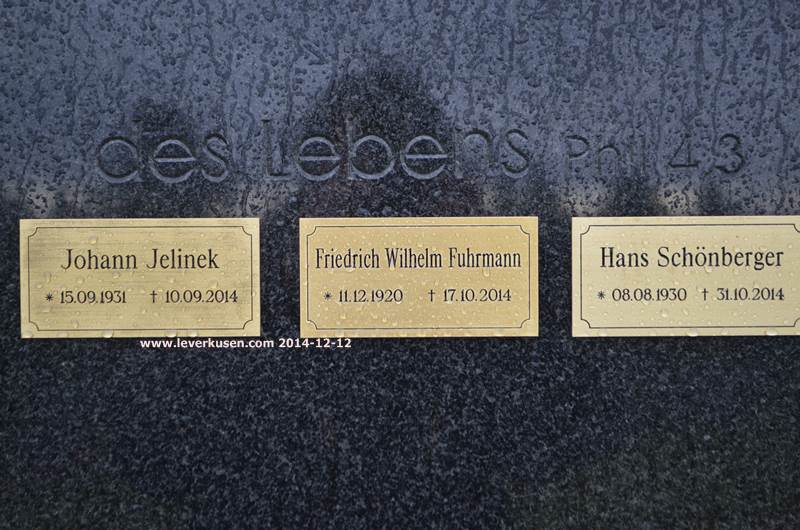 des Lebens Phil 4 3
Johann Jelinek
* 15.09.1931 † 10.09.2014
Friedrich Wilhelm Fuhrmann
* 11.12.1920 † 17.10.2014
Hans Schönberger
* 08.08.1930 † 31.10.2014
www.leverkusen.com 2014-12-12